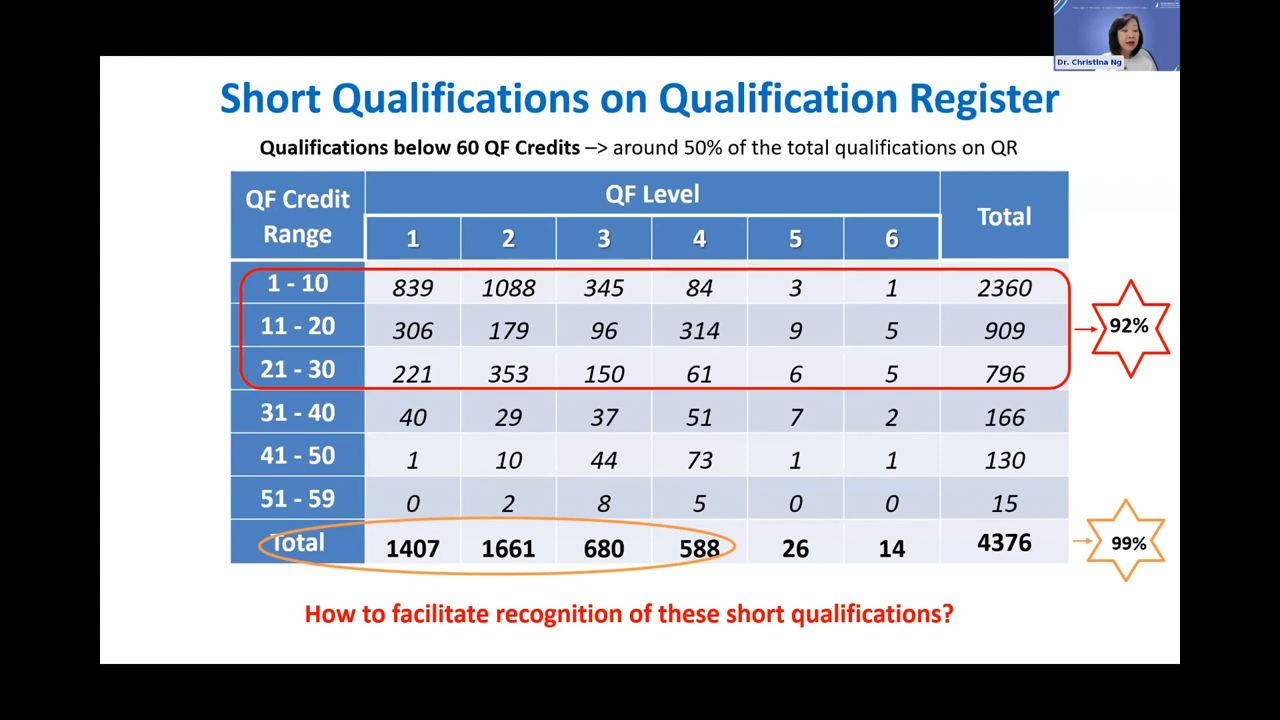 Dr. Christina Ng
Short Qualifications on Qualification Register
Qualifications below 60 QF Credits –> around 50% of the total qualifications on QR
QF Credit Range QF Level Total
1 2 3 4 5 6
1 - 10 839 1088 345 84 3 1 2360
11 - 20 306 179 96 314 9 5 909
21 - 30 221 353 150 61 6 5 796
92%
31 - 40 40 29 37 51 7 2 166
41 - 50 1 10 44 73 1 1 130
51 - 59 0 2 8 5 0 0 15
Total 1407 1661 680 588 26 14 4376
99%
How to facilitate recognition of these short qualifications?